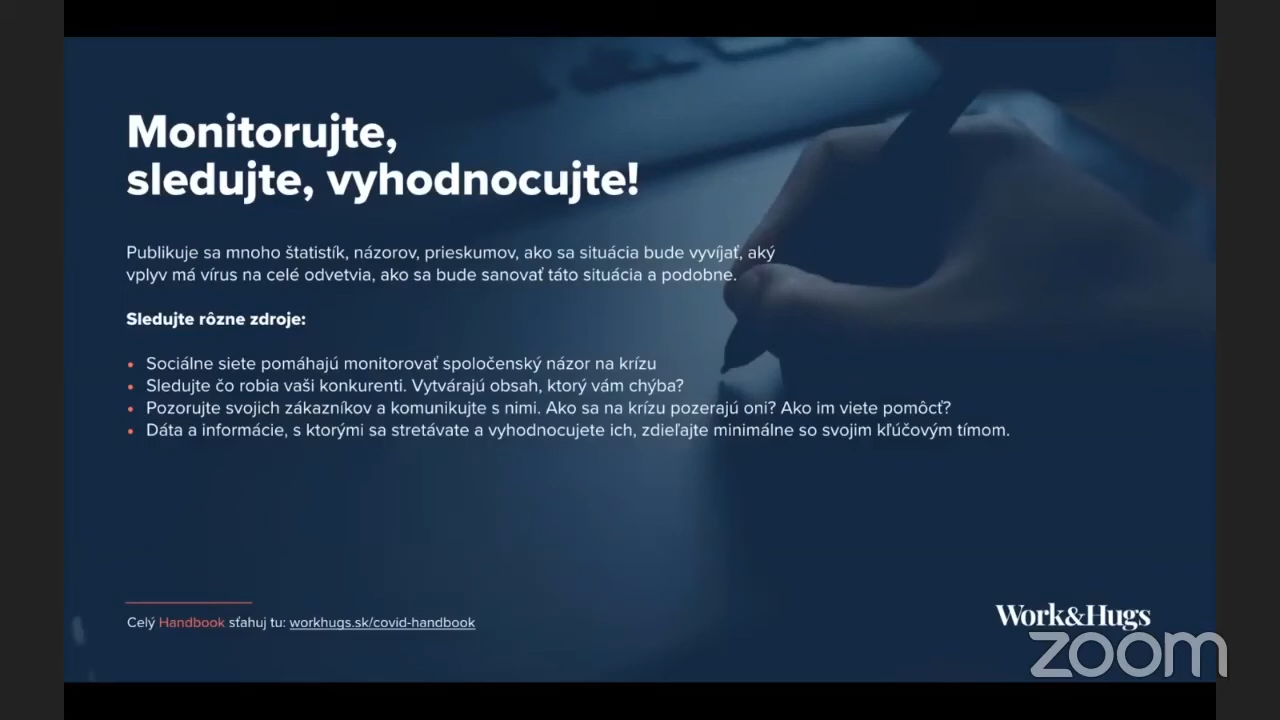 Monitorujte,
sledujte, vyhodnocujte!
Publikuje sa mnoho štatistík, názorov, prieskumov, ako sa situácia bude vyvíjať, aký
vplyv má vírus na celé odvetvia, ako sa bude sanovať táto situácia a podobne.
Sledujte rôzne zdroje:
• Sociálne siete pomáhajú monitorovať spoločenský názor na krízu
• Sledujte čo robia vaši konkurenti. Vytvárajú obsah, ktorý vám chýba?
• Pozorujte svojich zákazníkov a komunikujte s nimi. Ako sa na krízu pozerajú oni? Ako im viete pomôcť?
• Dáta a informácie, s ktorými sa stretávate a vyhodnocujete ich, zdieľajte minimálne so svojim kľúčovým tímom.
Celý Handbook sťahuj tu: workhugs.sk/covid-handbook
Work&Hugs
zoom